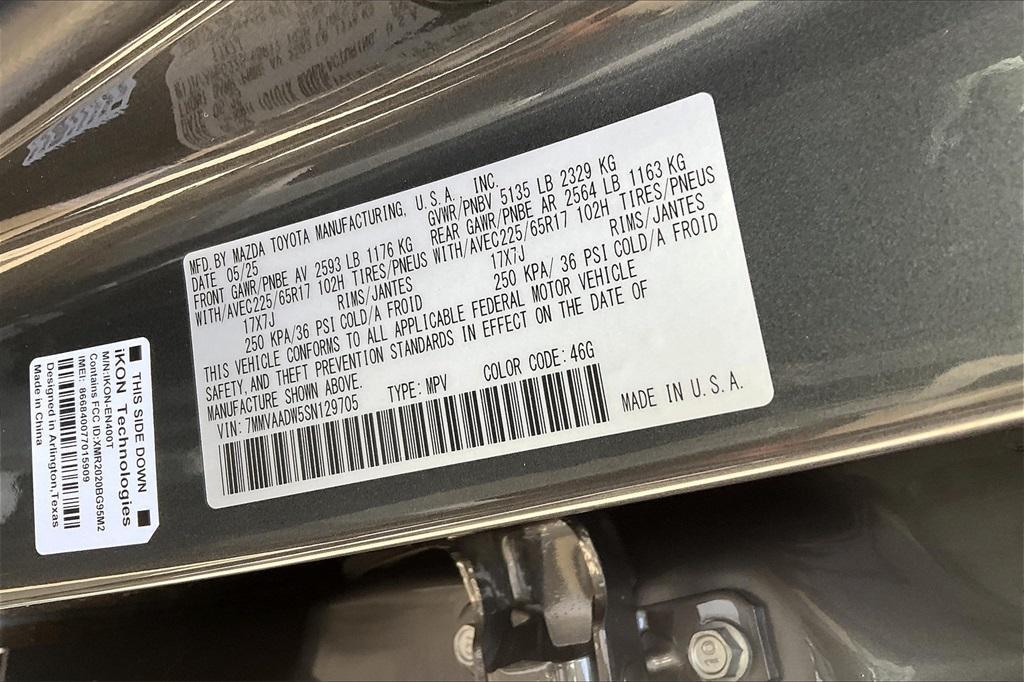 MFD. BY MAZDA TOYOTA MANUFACTURING, U.S.A. INC.
DATE 05/25 GVWR/PNBV 5135 LB 2329 KG
FRONT GAWR/PNBE AV 2593 LB 1176 KG REAR GAWR/PNBE AR 2564 LB 1163 KG
WITH/AVEC225/65R17 102H TIRES/PNEUS WITH/AVEC225/65R17 102H TIRES/PNEUS
RIMS/JANTES RIMS/JANTES
17X7J 17X7J
250 KPA/36 PSI COLD/A FROID 250 KPA/ 36 PSI COLD/A FROID
THIS VEHICLE CONFORMS TO ALL APPLICABLE FEDERAL MOTOR VEHICLE
SAFETY, AND THEFT PREVENTION STANDARDS IN EFFECT ON THE DATE OF
MANUFACTURE SHOWN ABOVE.
VIN: 7MMVAADW5SN129705 TYPE: MPV COLOR CODE: 46G
MADE IN U.S.A.
THIS SIDE DOWN
iKON Technologies
M/N:IKON-EN400T
Contains FCC ID:XMR2020BG95M2
IMEI: 866840077015909
Designed in Arlington,Texas
Made in China